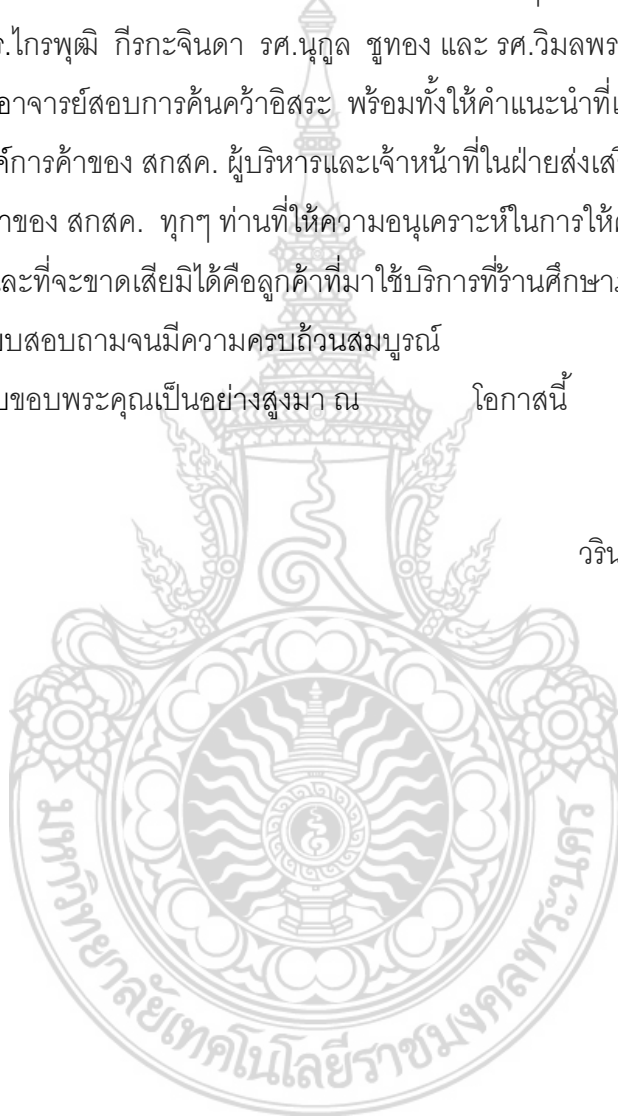 ร.ไกรพุฒิ กีรกะจินดา รศ.นุกูล ชูทอง และ รศ.วิมลพร
อาจารย์สอบการค้นคว้าอิสระ พร้อมทั้งให้คำแนะนำที่เ
ค์การค้าของ สกสค. ผู้บริหารและเจ้าหน้าที่ในฝ่ายส่งเสริ
าของ สกสค. ทุกๆ ท่านที่ให้ความอนุเคราะห์ในการให้
ละที่จะขาดเสียมิได้คือลูกค้าที่มาใช้บริการที่ร้านศึกษา
บสอบถามจนมีความครบถ้วนสมบูรณ์
บขอบพระคุณเป็นอย่างสูงมา ณ โอกาสนี้
วริน
มหาวิทยาลัยเทคโนโลยีราชมงคลพระนคร